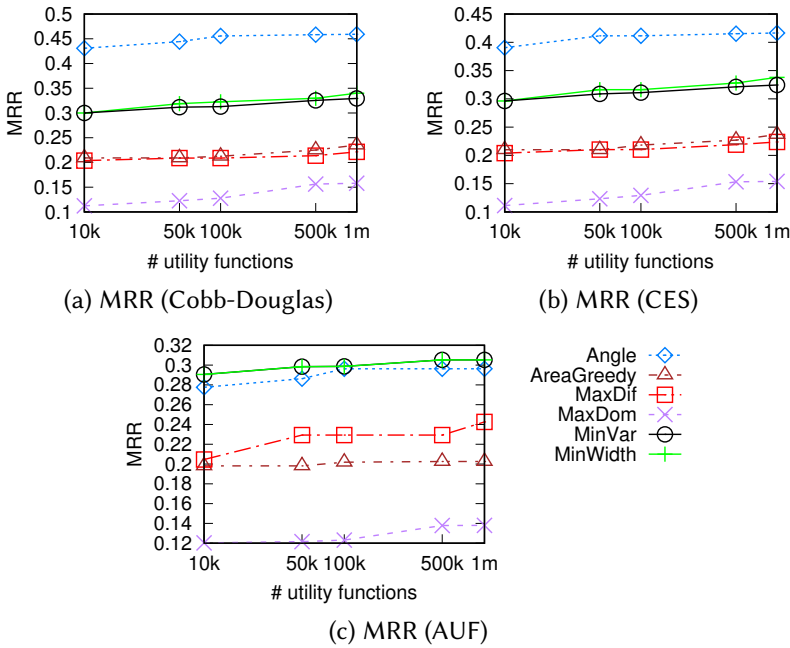 0.5
0.45
0.4
0.35
0.3
0.25
0.2
0.15
0.1
MRR
10k 50k 100k 500k 1m
# utility functions
(a) MRR (Cobb-Douglas)
0.45
0.4
0.35
0.3
0.25
0.2
0.15
0.1
MRR
10k 50k 100k 500k 1m
# utility functions
(b) MRR (CES)
0.32
0.3
0.28
0.26
0.24
0.22
0.2
0.18
0.16
0.14
0.12
MRR
10k 50k 100k 500k 1m
# utility functions
(c) MRR (AUF)
Angle
AreaGreedy
MaxDif
MaxDom
MinVar
MinWidth